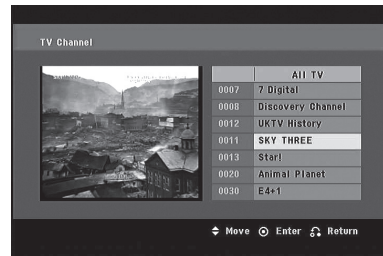 TV Channel
All TV
0007 7 Digital
0008 Discovery Channel
0012 UKTV History
0011 SKY THREE
0013 Star!
0020 Animal Planet
0030 E4+1
Move Enter Return